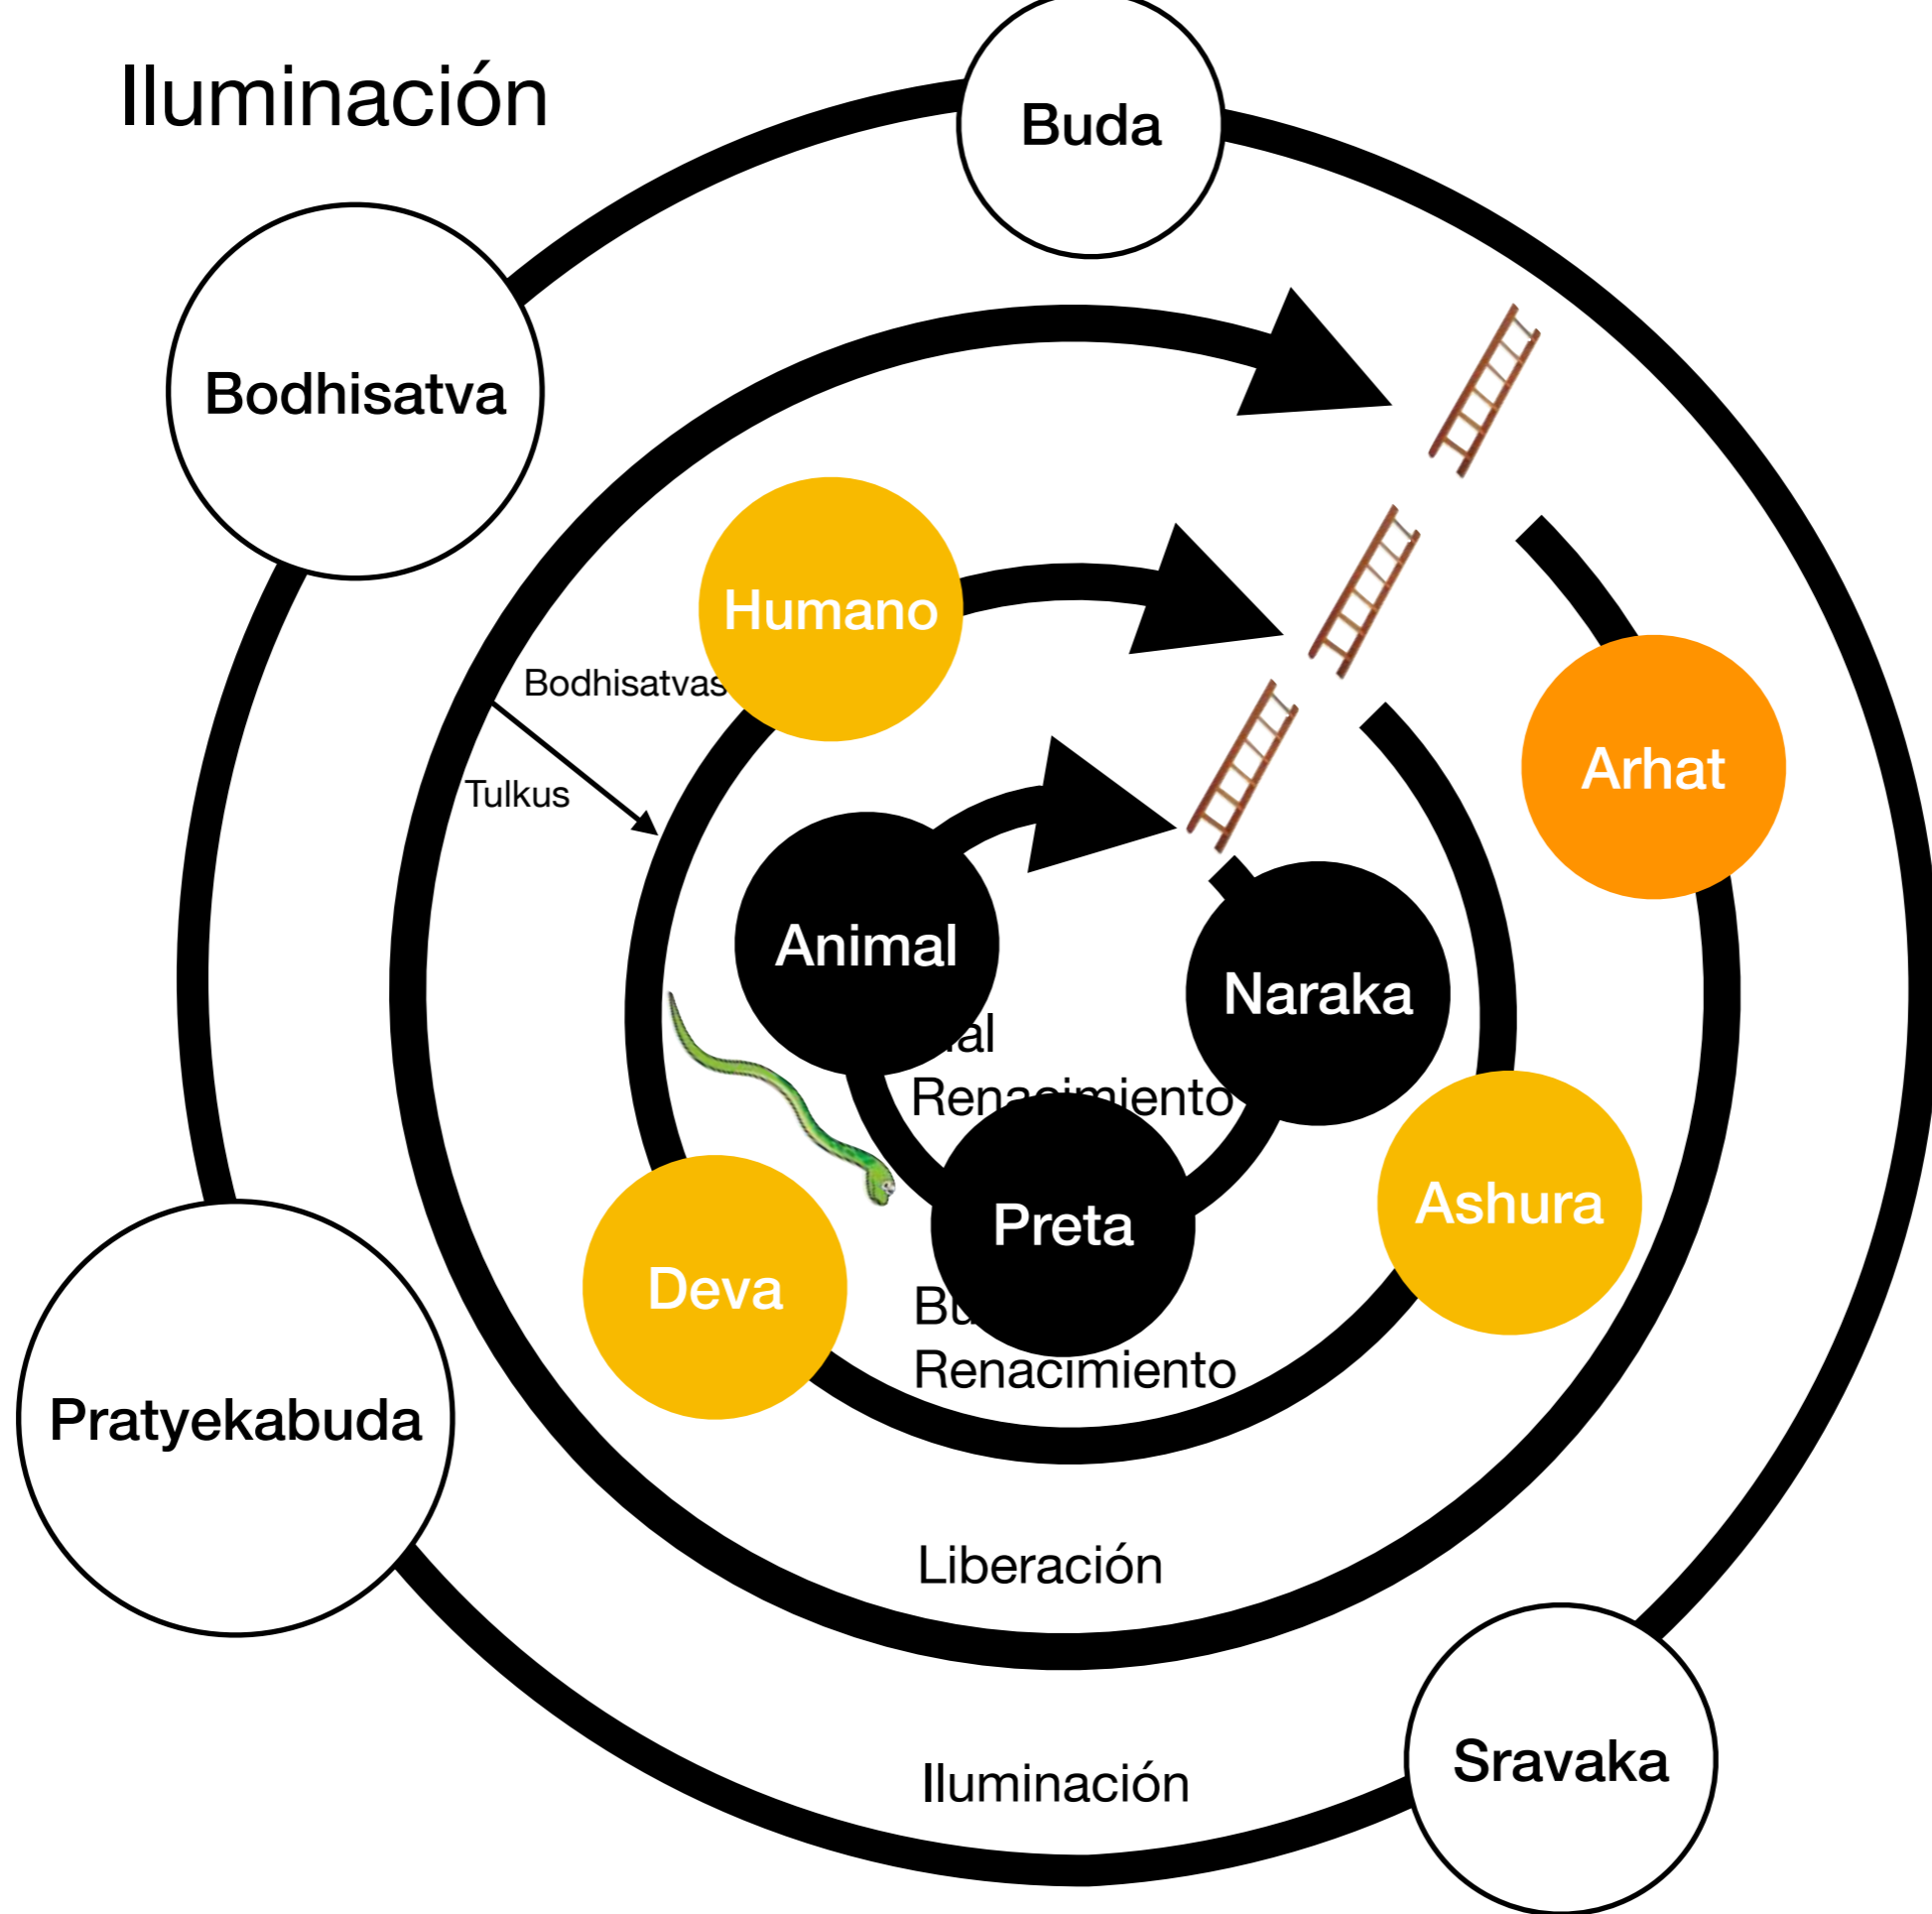 Iluminación
Buda
Bodhisatva
Humano
Bodhisatvas
Arhat
Tulkus
Animal
Naraka
Renacimiento
Ashura
Preta
Deva
Renacimiento
Pratyekabuda
Liberación
Sravaka
Iluminación